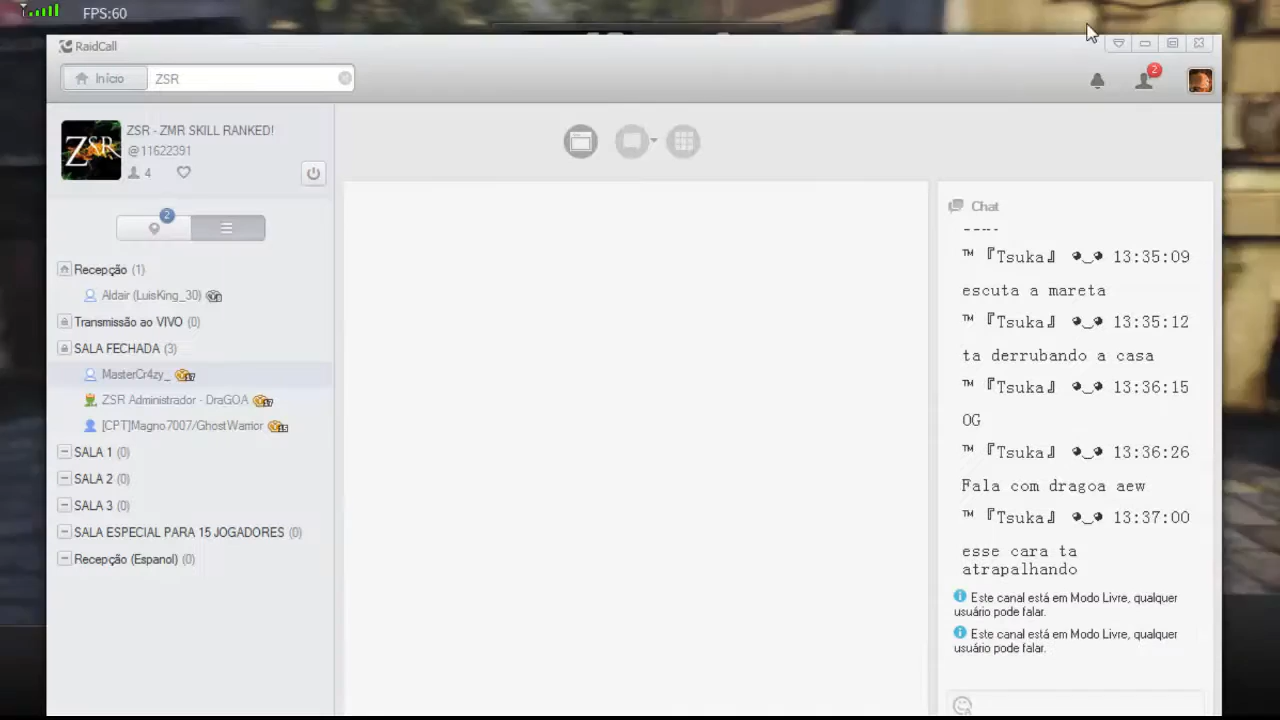 FPS:60
RaidCall
Início
ZSR
2
ZSR
ZSR - ZMR SKILL RANKED!
@11622391
4
2
Recepção (1)
Aldair (LuisKing_30)
Transmissão ao VIVO (0)
SALA FECHADA (3)
MasterCr4zy_
ZSR Administrador - DraGOA
[CPT]Magno7007/GhostWarrior
SALA 1 (0)
SALA 2 (0)
SALA 3 (0)
SALA ESPECIAL PARA 15 JOGADORES (0)
Recepção (Espanol) (0)
Chat
™『Tsuka』 ◕‿◕ 13:35:09
escuta a mareta
™『Tsuka』 ◕‿◕ 13:35:12
ta derrubando a casa
™『Tsuka』 ◕‿◕ 13:36:15
OG
™『Tsuka』 ◕‿◕ 13:36:26
Fala com dragoa aew
™『Tsuka』 ◕‿◕ 13:37:00
esse cara ta
atrapalhando
Este canal está em Modo Livre, qualquer
usuário pode falar.
Este canal está em Modo Livre, qualquer
usuário pode falar.